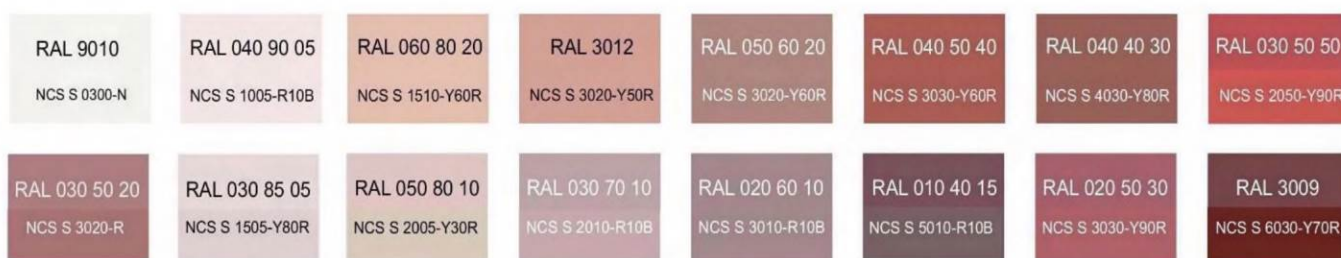 RAL 9010
NCS S 0300-N
RAL 040 90 05
NCS S 1005-R10B
RAL 060 80 20
NCS S 1510-Y60R
RAL 3012
NCS S 3020-Y50R
RAL 050 60 20
NCS S 3020-Y60R
RAL 040 50 40
NCS S 3030-Y60R
RAL 040 40 30
NCS S 4030-Y80R
RAL 030 50 50
NCS S 2050-Y90R
RAL 030 50 20
NCS S 3020-R
RAL 030 85 05
NCS S 1505-Y80R
RAL 050 80 10
NCS S 2005-Y30R
RAL 030 70 10
NCS S 2010-R10B
RAL 020 60 10
NCS S 3010-R10B
RAL 010 40 15
NCS S 5010-R10B
RAL 020 50 30
NCS S 3030-Y90R
RAL 3009
NCS S 6030-Y70R